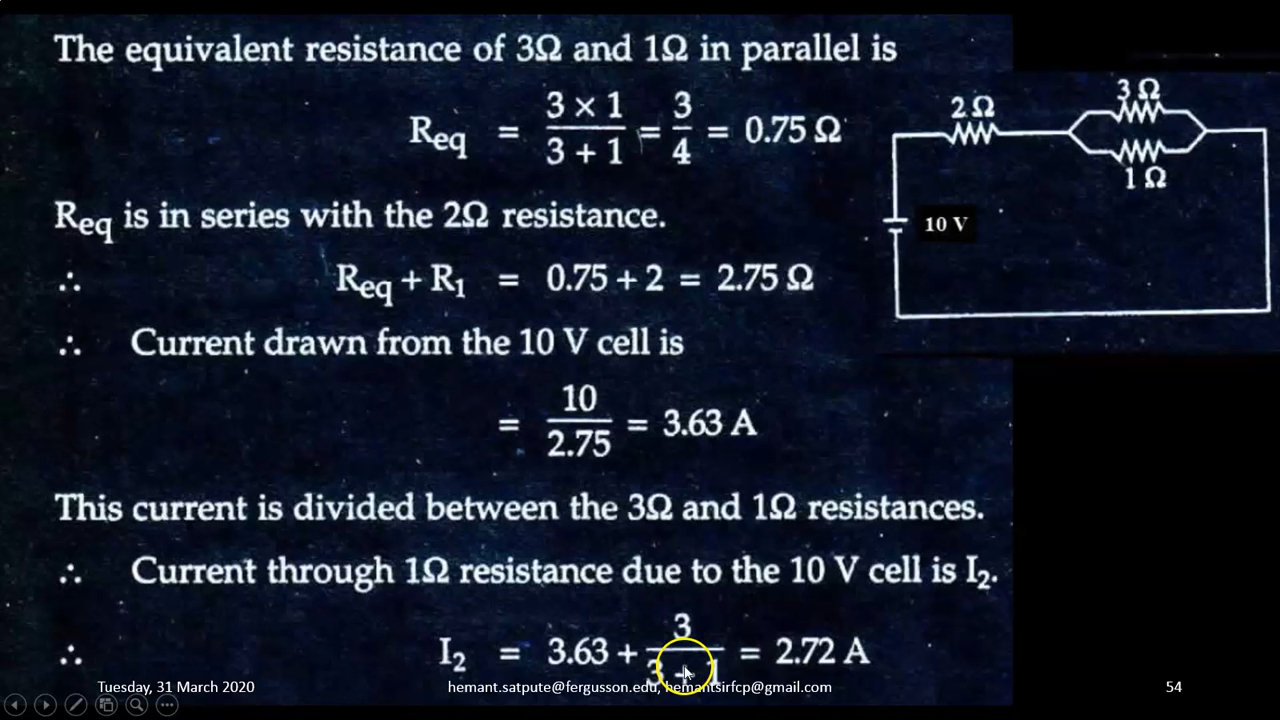 The equivalent resistance of 3Ω and 1Ω in parallel is
Req = 3 × 1 / 3 + 1 = 3 / 4 = 0.75 Ω
Req is in series with the 2Ω resistance.
∴ Req + R1 = 0.75 + 2 = 2.75 Ω
∴ Current drawn from the 10 V cell is
= 10 / 2.75 = 3.63 A
This current is divided between the 3Ω and 1Ω resistances.
∴ Current through 1Ω resistance due to the 10 V cell is I2.
∴ I2 = 3.63 + 3 / 3 + 1 = 2.72 A
2 Ω
3 Ω
1 Ω
10 V
Tuesday, 31 March 2020
hemant.satpute@fergusson.edu, hemantsirfcp@gmail.com
54